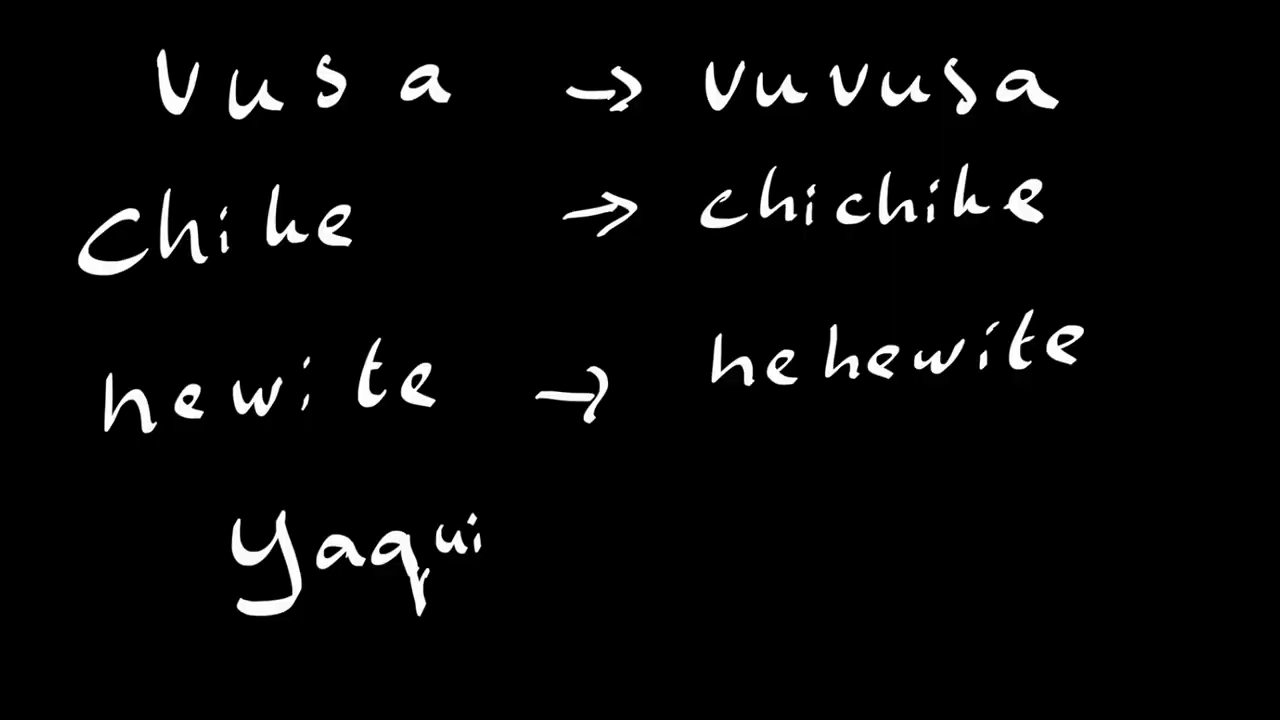 vusa → vuvusa
chike → chichike
hewite → hehewite
Yaqui